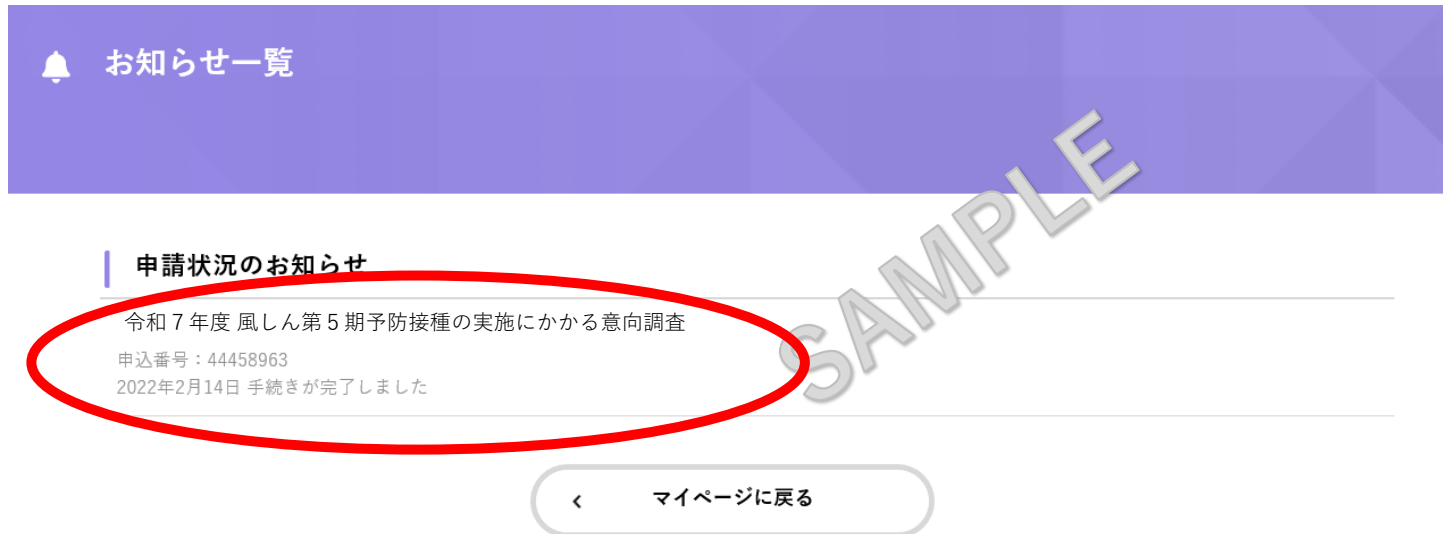 お知らせ一覧
SAMPLE
申請状況のお知らせ
令和７年度 風しん第５期予防接種の実施にかかる意向調査
申込番号：44458963
2022年2月14日 手続きが完了しました
マイページに戻る